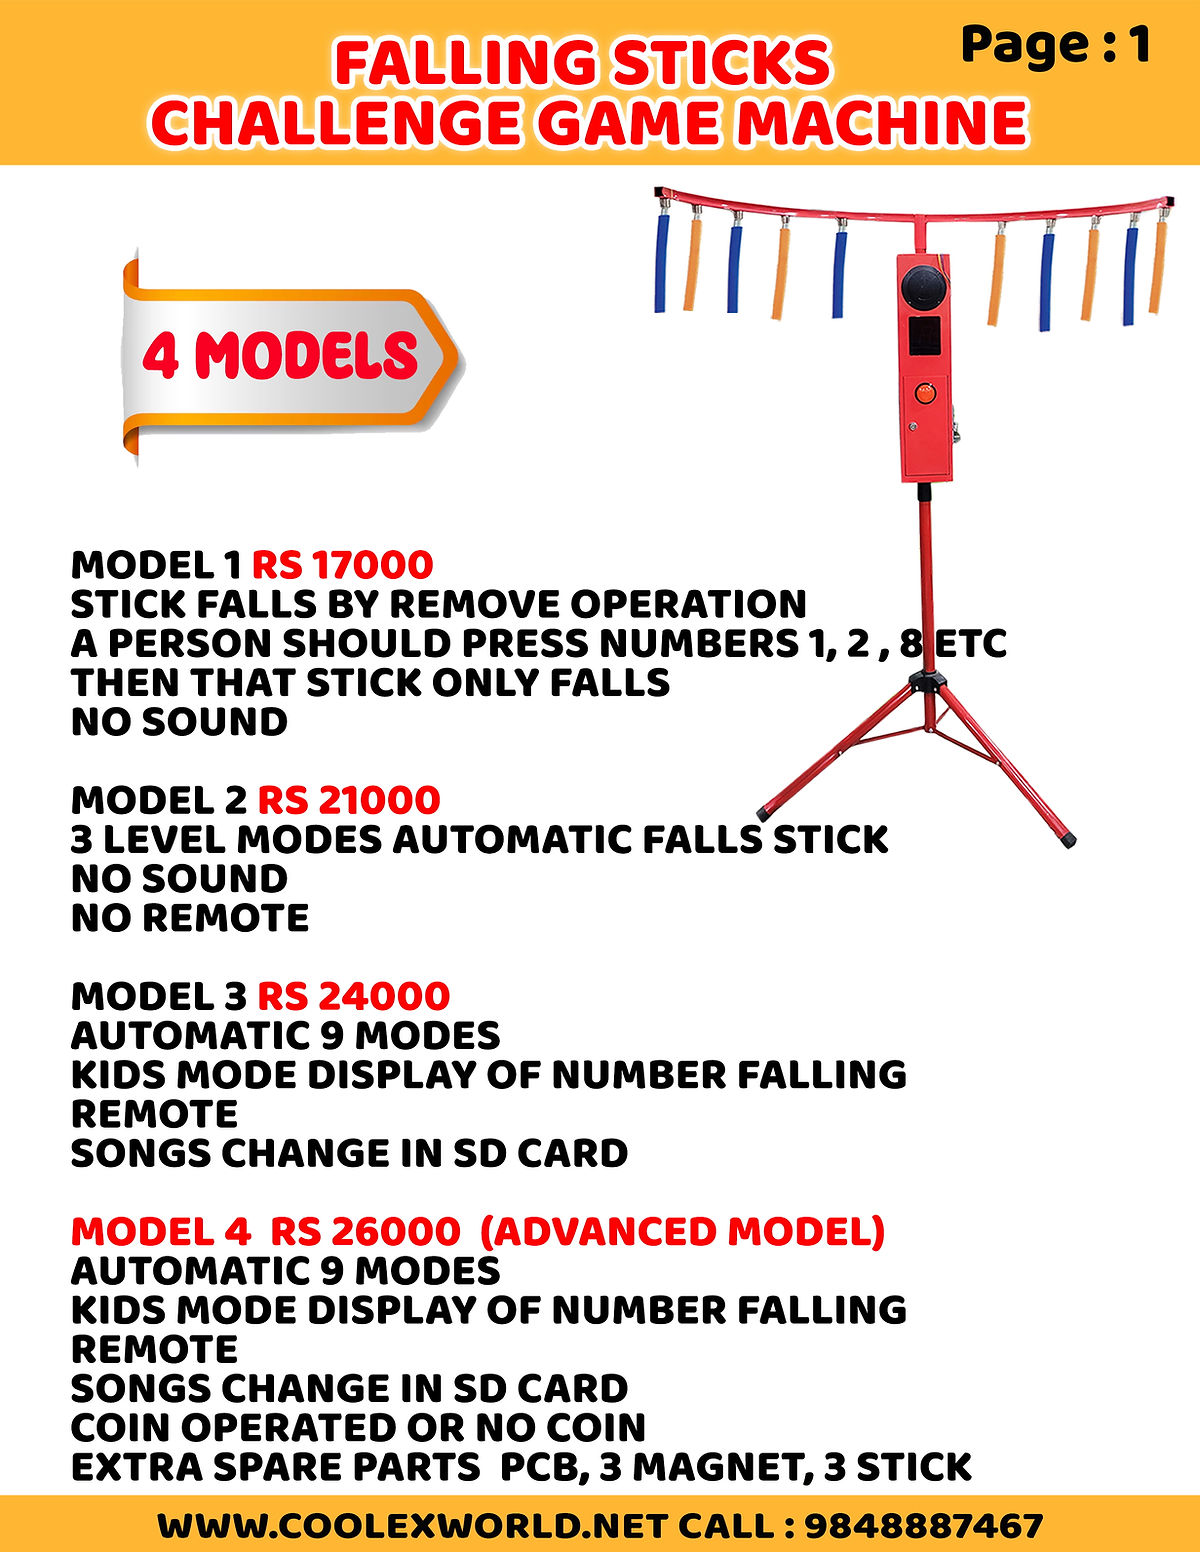 Page : 1
FALLING STICKS
CHALLENGE GAME MACHINE
4 MODELS
MODEL 1 RS 17000
STICK FALLS BY REMOVE OPERATION
A PERSON SHOULD PRESS NUMBERS 1, 2 , 8 ETC
THEN THAT STICK ONLY FALLS
NO SOUND
MODEL 2 RS 21000
3 LEVEL MODES AUTOMATIC FALLS STICK
NO SOUND
NO REMOTE
MODEL 3 RS 24000
AUTOMATIC 9 MODES
KIDS MODE DISPLAY OF NUMBER FALLING
REMOTE
SONGS CHANGE IN SD CARD
MODEL 4 RS 26000 (ADVANCED MODEL)
AUTOMATIC 9 MODES
KIDS MODE DISPLAY OF NUMBER FALLING
REMOTE
SONGS CHANGE IN SD CARD
COIN OPERATED OR NO COIN
EXTRA SPARE PARTS PCB, 3 MAGNET, 3 STICK
WWW.COOLEXWORLD.NET CALL : 9848887467